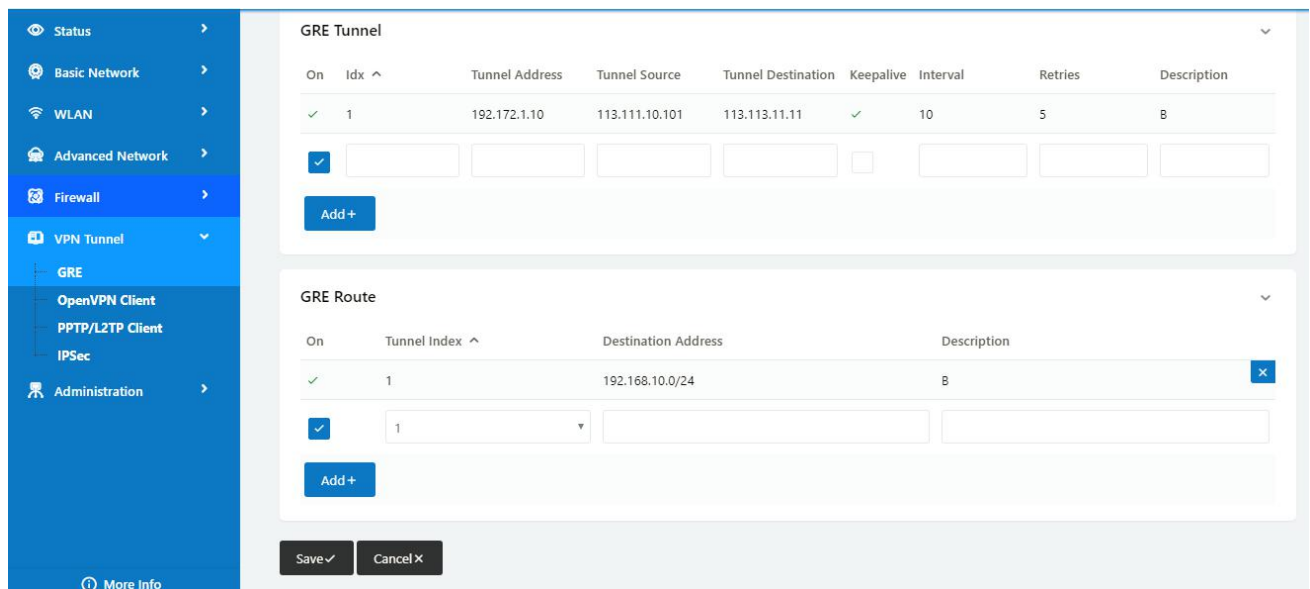 Status
Basic Network
WLAN
Advanced Network
Firewall
VPN Tunnel
GRE
OpenVPN Client
PPTP/L2TP Client
IPSec
Administration
More Info
GRE Tunnel
On Idx Tunnel Address Tunnel Source Tunnel Destination Keepalive Interval Retries Description
1 192.172.1.10 113.111.10.101 113.113.11.11 10 5 B
Add+
GRE Route
On Tunnel Index Destination Address Description
1 192.168.10.0/24 B
1
Add+
Save Cancel